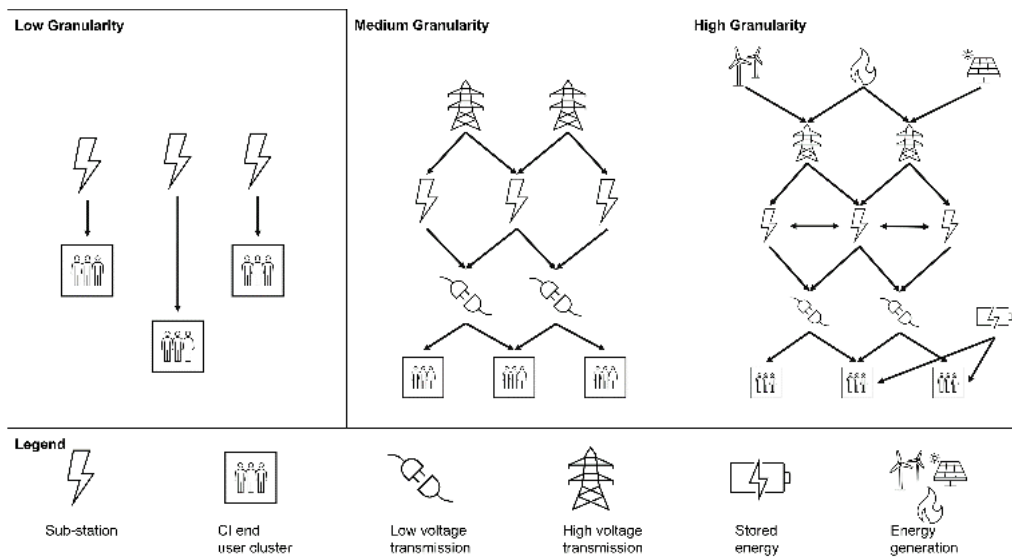 Low Granularity
Medium Granularity
High Granularity
Legend
Sub-station
CI end
user cluster
Low voltage
transmission
High voltage
transmission
Stored
energy
Energy
generation